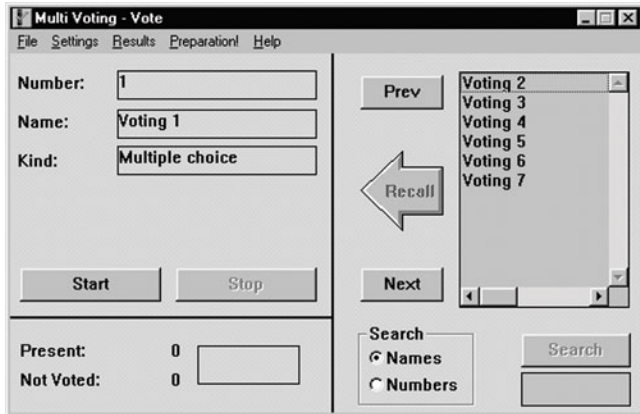 Multi Voting - Vote
File Settings Results Preparation! Help
Number: 1
Name: Voting 1
Kind: Multiple choice
Start
Stop
Present: 0
Not Voted: 0
Prev
Recall
Next
Voting 2
Voting 3
Voting 4
Voting 5
Voting 6
Voting 7
Search
Names
Numbers
Search